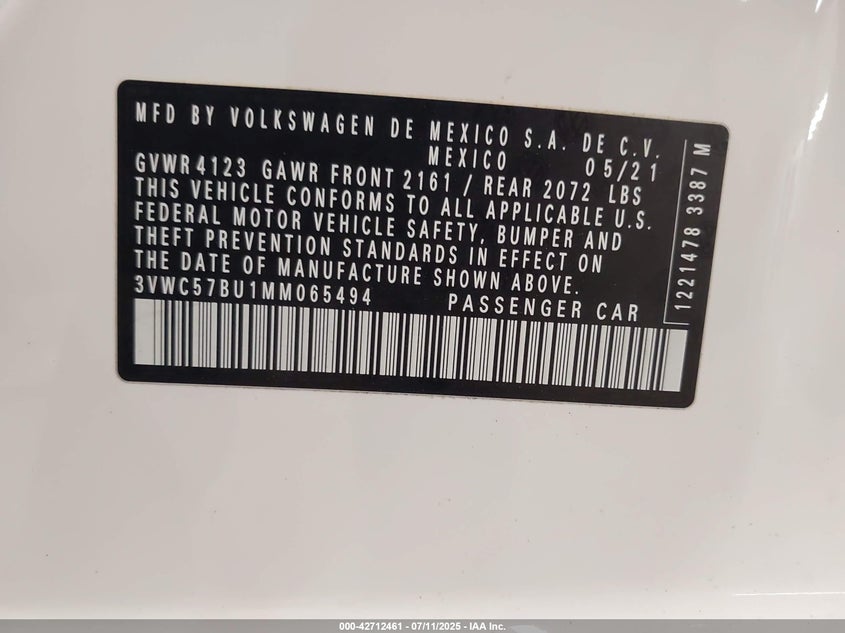 MFD BY VOLKSWAGEN DE MEXICO S.A. DE C.V.
MEXICO 05/21
GVWR 4123 GAWR FRONT 2161 / REAR 2072 LBS
THIS VEHICLE CONFORMS TO ALL APPLICABLE U.S.
FEDERAL MOTOR VEHICLE SAFETY, BUMPER AND
THEFT PREVENTION STANDARDS IN EFFECT ON
THE DATE OF MANUFACTURE SHOWN ABOVE.
3VWC57BU1MM065494 PASSENGER CAR
1221478 3387 M
000-42712461 - 07/11/2025 - IAA Inc.